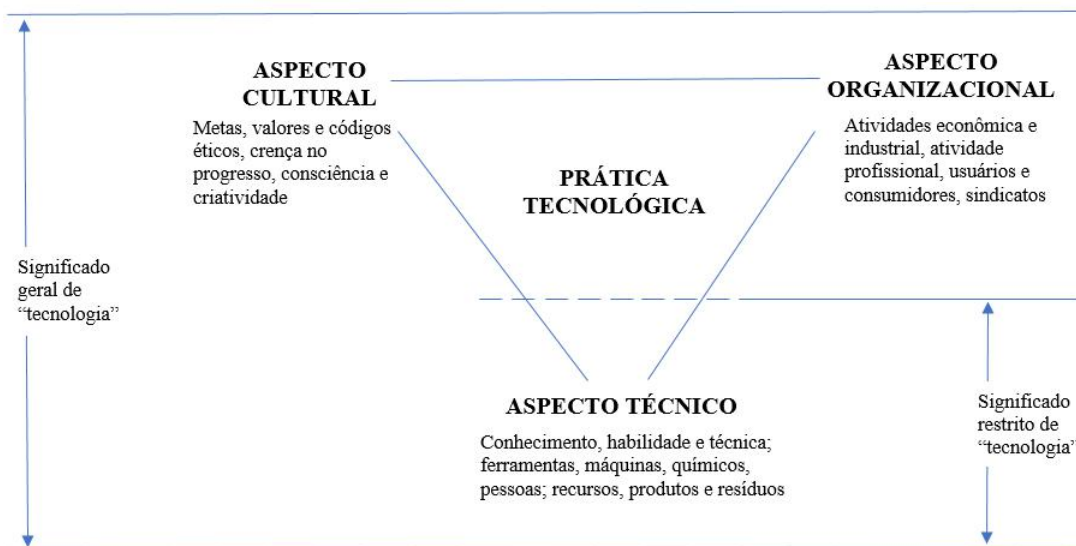 ASPECTO
CULTURAL
Metas, valores e códigos
éticos, crença no
progresso, consciência e
criatividade
ASPECTO
ORGANIZACIONAL
Atividades econômica e
industrial, atividade
profissional, usuários e
consumidores, sindicatos
PRÁTICA
TECNOLÓGICA
Significado
geral de
“tecnologia”
ASPECTO TÉCNICO
Conhecimento, habilidade e técnica;
ferramentas, máquinas, químicos,
pessoas; recursos, produtos e resíduos
Significado
restrito de
“tecnologia”